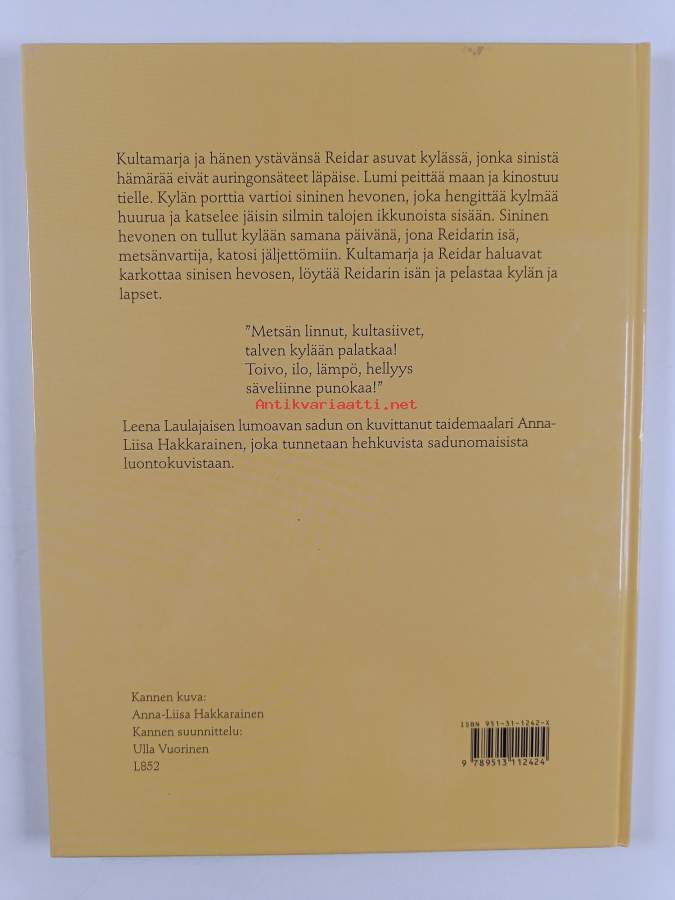 Kultamarja ja hänen ystävänsä Reidar asuvat kylässä, jonka sinistä
hämärää eivät auringonsäteet läpäise. Lumi peittää maan ja kinostuu
tielle. Kylän porttia vartioi sininen hevonen, joka hengittää kylmää
huurua ja katselee jäisin silmin talojen ikkunoista sisään. Sininen
hevonen on tullut kylään samana päivänä, jona Reidarin isä,
metsänvartija, katosi jäljettömiin. Kultamarja ja Reidar haluavat
karkottaa sinisen hevosen, löytää Reidarin isän ja pelastaa kylän ja
lapset.
”Metsän linnut, kultasiivet,
talven kylään palatkaa!
Toivo, ilo, lämpö, hellyys
säveliinne punokaa!”
Antikvariaatti.net
Leena Laulajaisen lumoavan sadun on kuvittanut taidemaalari Anna-
Liisa Hakkarainen, joka tunnetaan hehkuvista sadunomaisista
luontokuvistaan.
Kannen kuva:
Anna-Liisa Hakkarainen
Kannen suunnittelu:
Ulla Vuorinen
L852
ISBN 951-31-1242-X
9 789513 112424